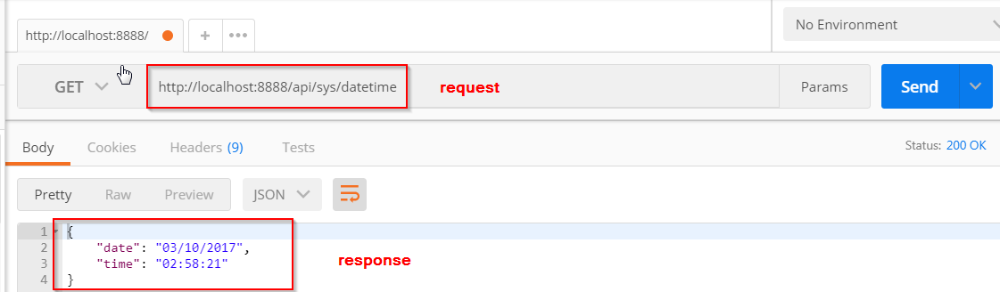 http://localhost:8888/
+
•••
No Environment
GET
http://localhost:8888/api/sys/datetime
request
Params
Send
Body
Cookies
Headers (9)
Tests
Status: 200 OK
Pretty
Raw
Preview
JSON
1 {
2 "date": "03/10/2017",
3 "time": "02:58:21"
response
4 }